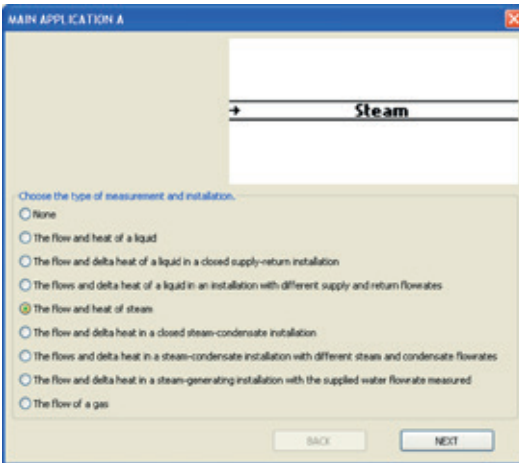 MAIN APPLICATION A
Steam
Choose the type of measurement and installation.
None
The flow and heat of a liquid
The flow and delta heat of a liquid in a closed supply-return installation
The flows and delta heat of a liquid in an installation with different supply and return flowrates
The flow and heat of steam
The flow and delta heat in a closed steam-condensate installation
The flows and delta heat in a steam-condensate installation with different steam and condensate flowrates
The flow and delta heat in a steam-generating installation with the supplied water flowrate measured
The flow of a gas
BACK NEXT